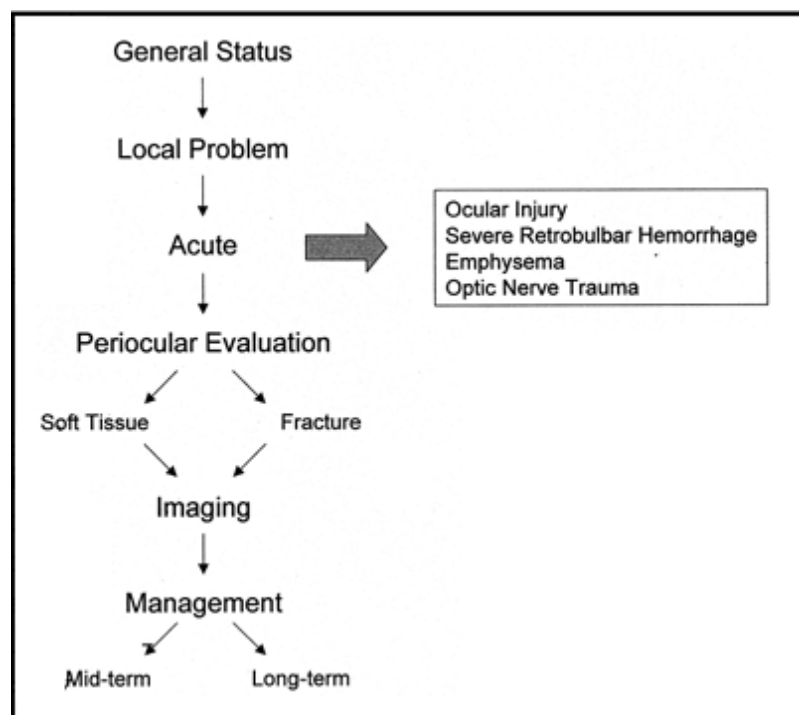 General Status
Local Problem
Acute
Ocular Injury
Severe Retrobulbar Hemorrhage
Emphysema
Optic Nerve Trauma
Periocular Evaluation
Soft Tissue
Fracture
Imaging
Management
Mid-term
Long-term